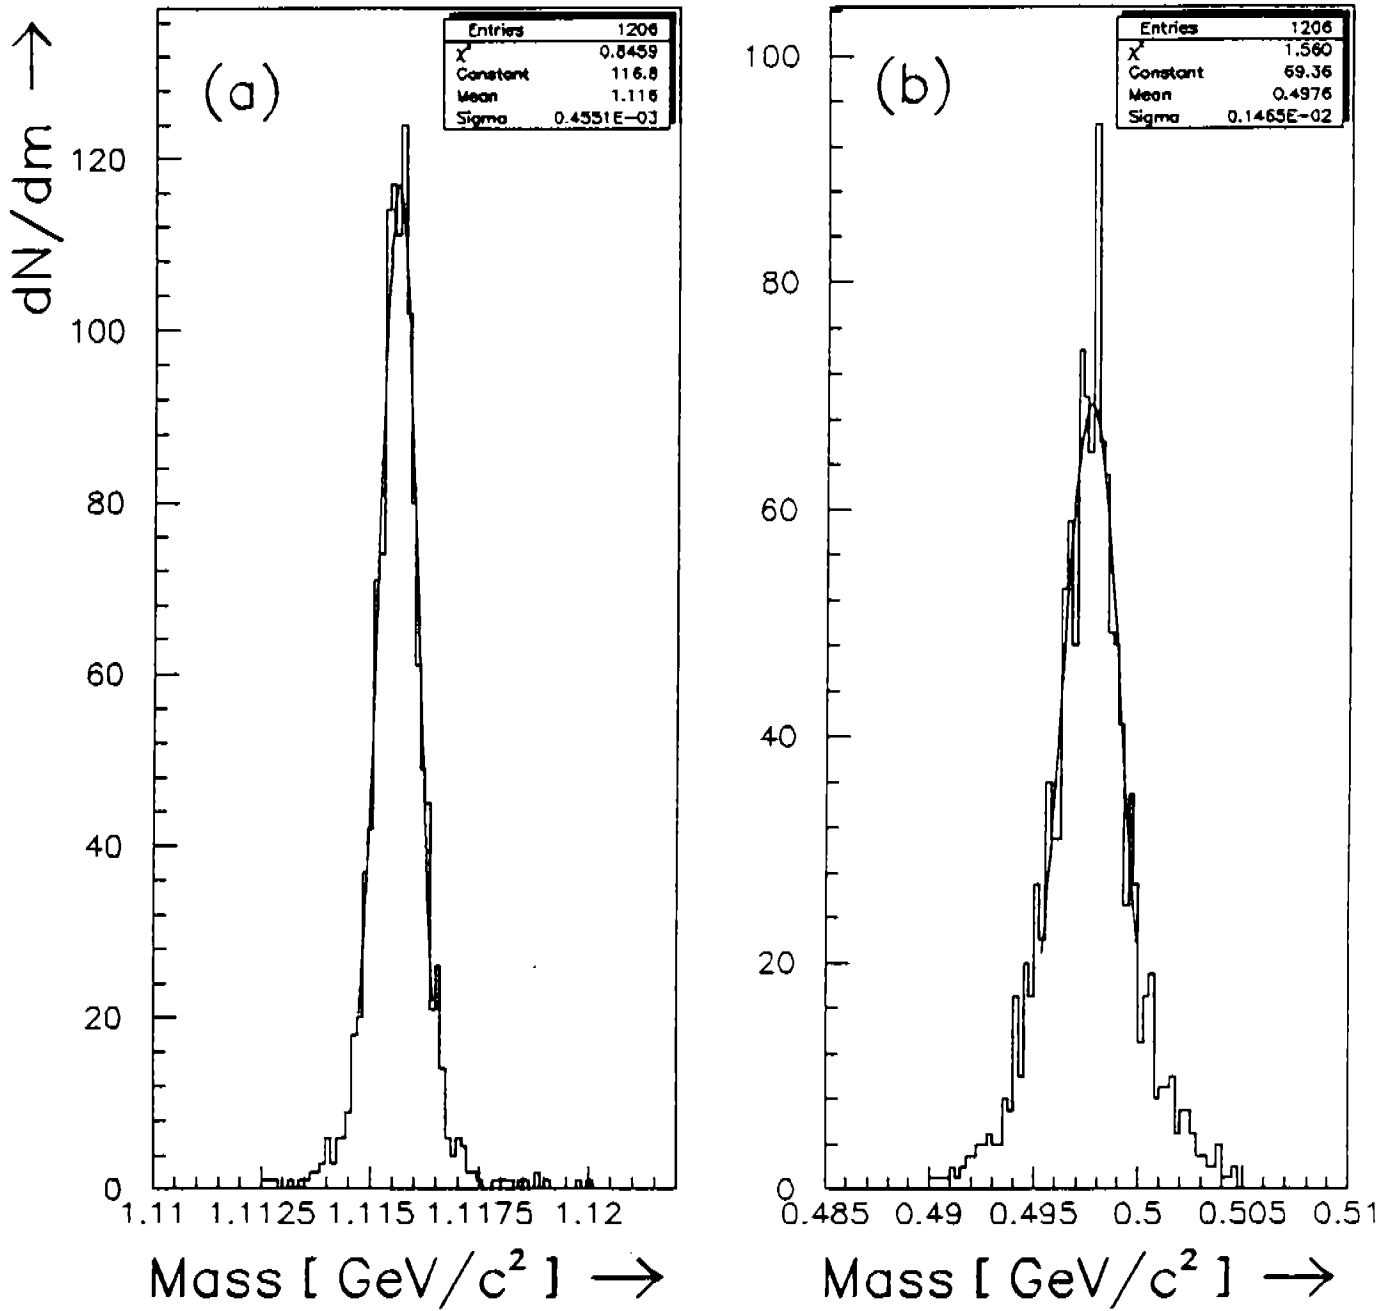 dN/dm →
(a)
Entries 1206
χ² 0.8459
Constant 116.8
Mean 1.116
Sigma 0.4551E-03
120
100
80
60
40
20
0
1.11 1.1125 1.115 1.1175 1.12
Mass [ GeV/c² ] →
(b)
Entries 1206
χ² 1.560
Constant 69.36
Mean 0.4976
Sigma 0.1465E-02
100
80
60
40
20
0
0.485 0.49 0.495 0.5 0.505 0.51
Mass [ GeV/c² ] →